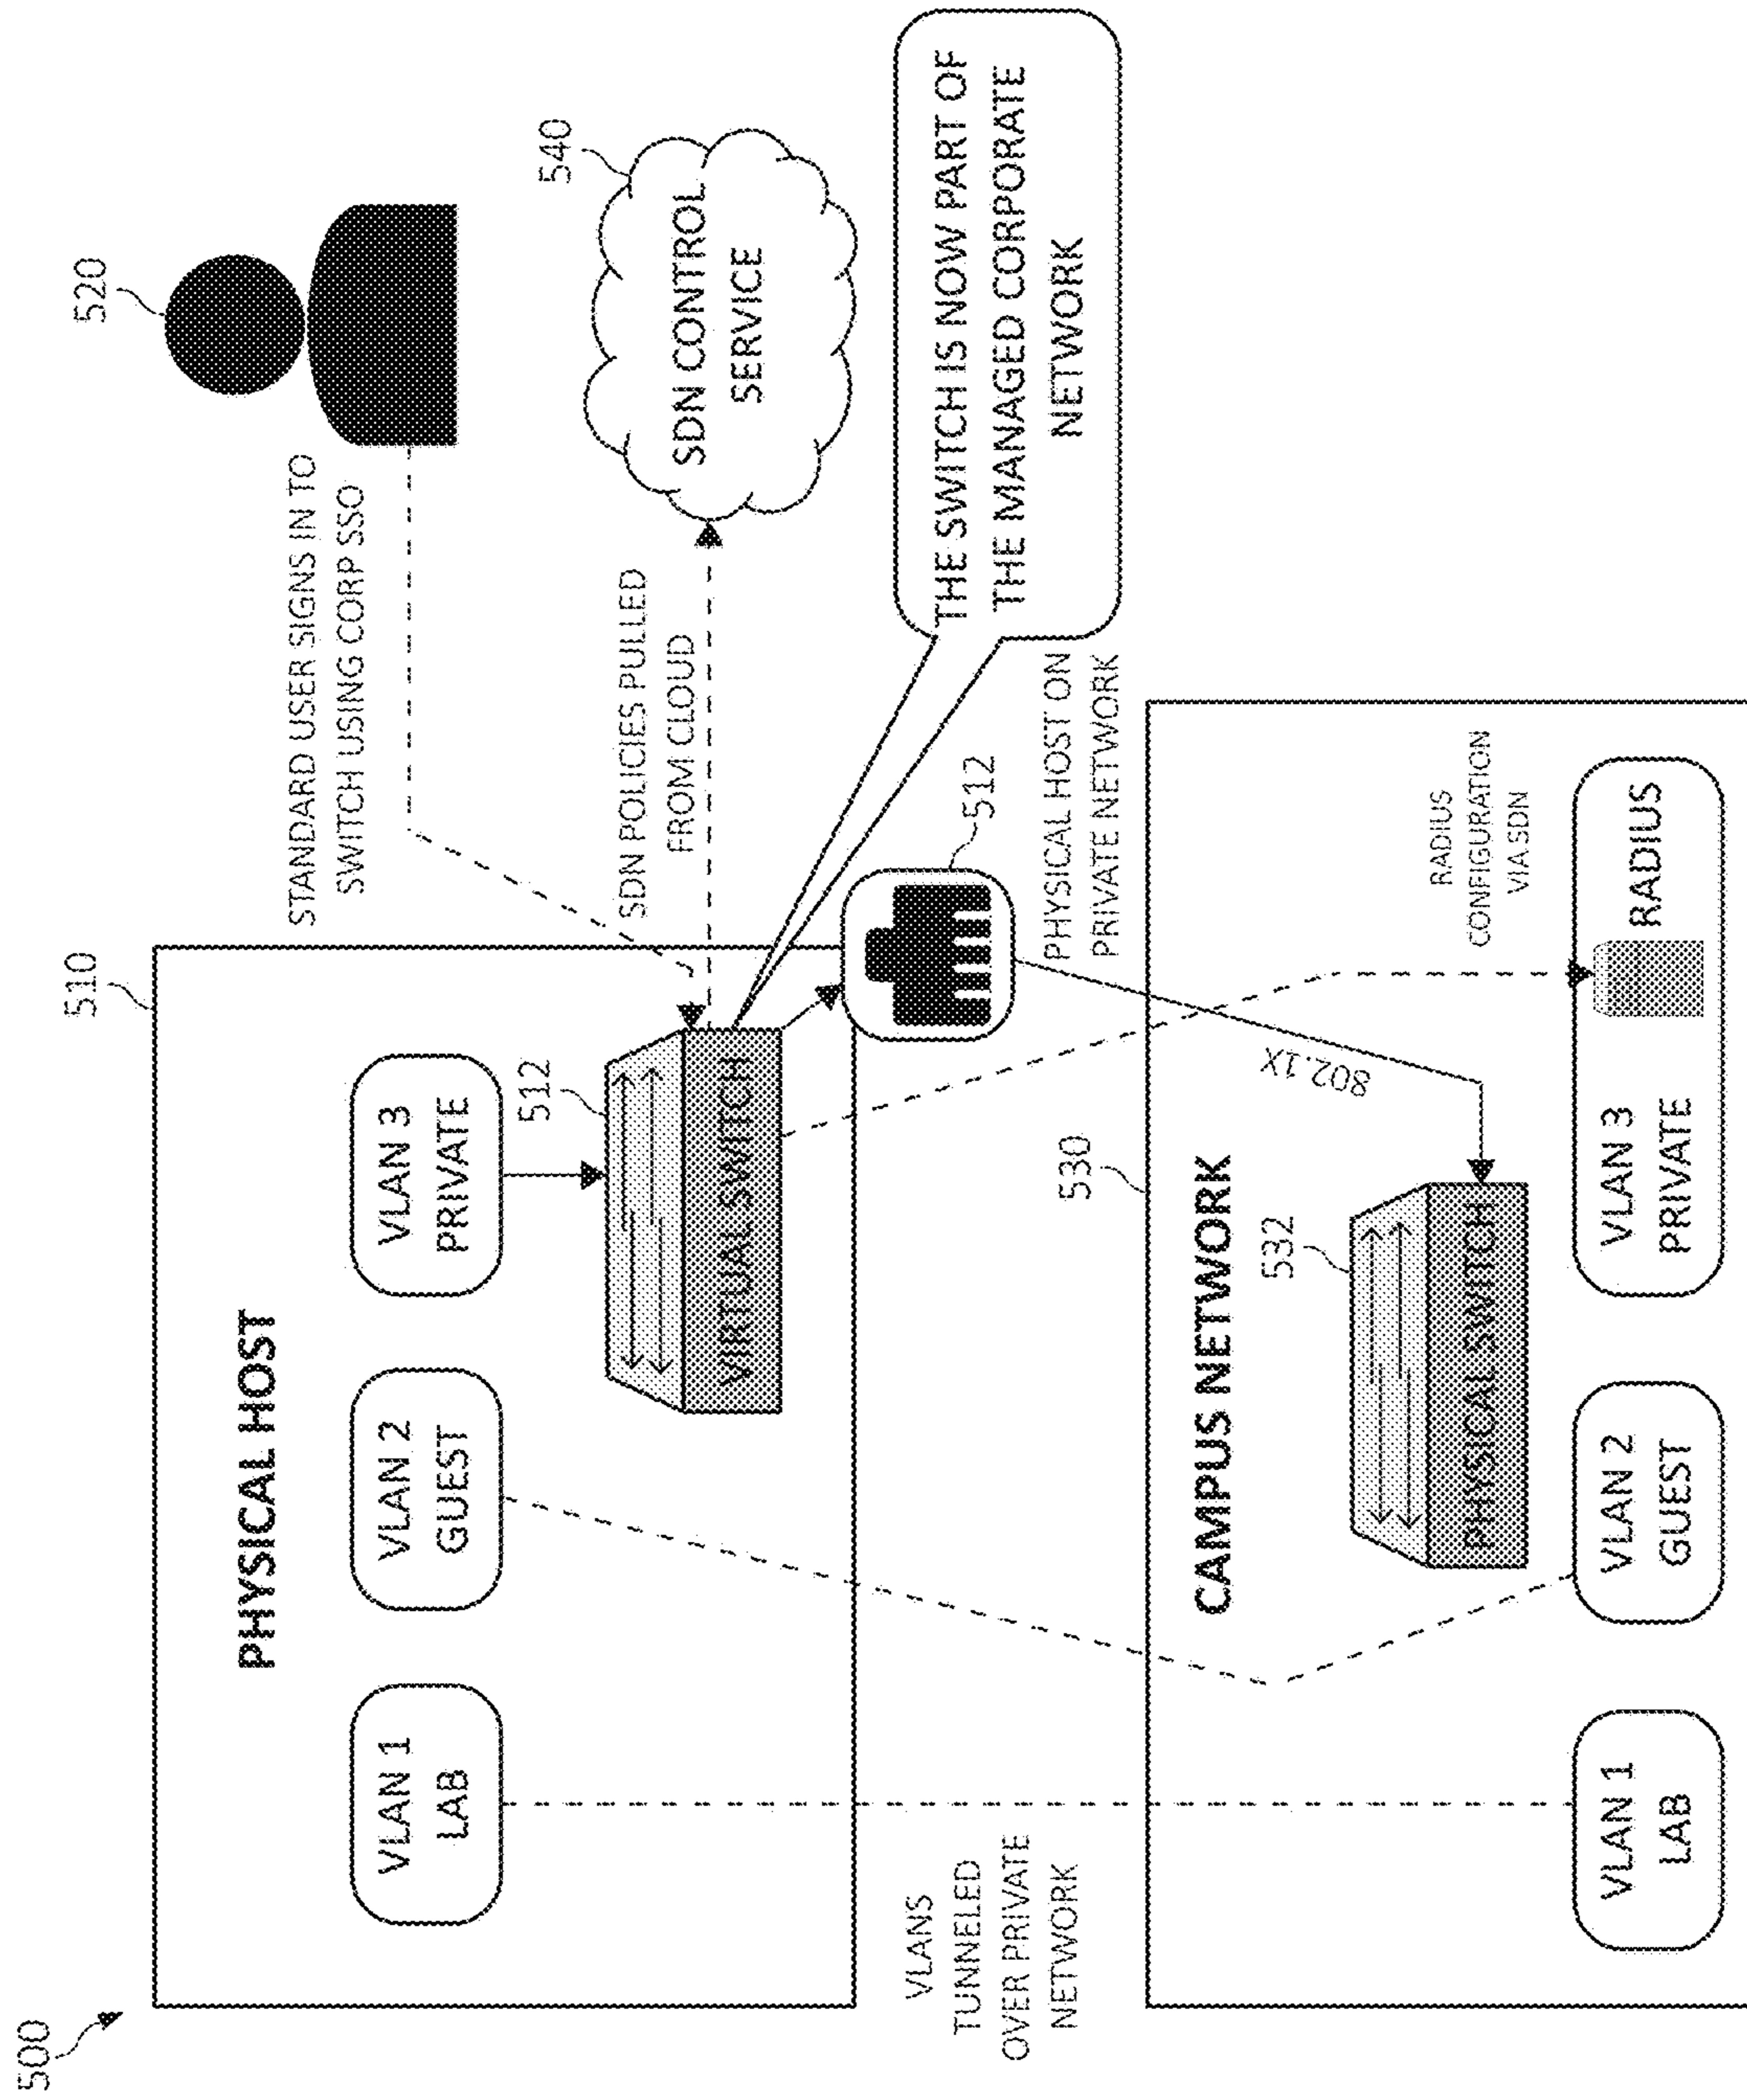 500
510
PHYSICAL HOST
VLAN 1
LAB
VLAN 2
GUEST
VLAN 3
PRIVATE
512
VIRTUAL SWITCH
520
STANDARD USER SIGNS IN TO
SWITCH USING CORP SSO
SDN POLICIES PULLED
FROM CLOUD
540
SDN CONTROL
SERVICE
THE SWITCH IS NOW PART OF
THE MANAGED CORPORATE
NETWORK
512
PHYSICAL HOST ON
PRIVATE NETWORK
VLANS
TUNNELED
OVER PRIVATE
NETWORK
530
CAMPUS NETWORK
532
PHYSICAL SWITCH
802.1X
RADIUS
CONFIGURATION
VIA SDN
VLAN 1
LAB
VLAN 2
GUEST
VLAN 3
PRIVATE
RADIUS